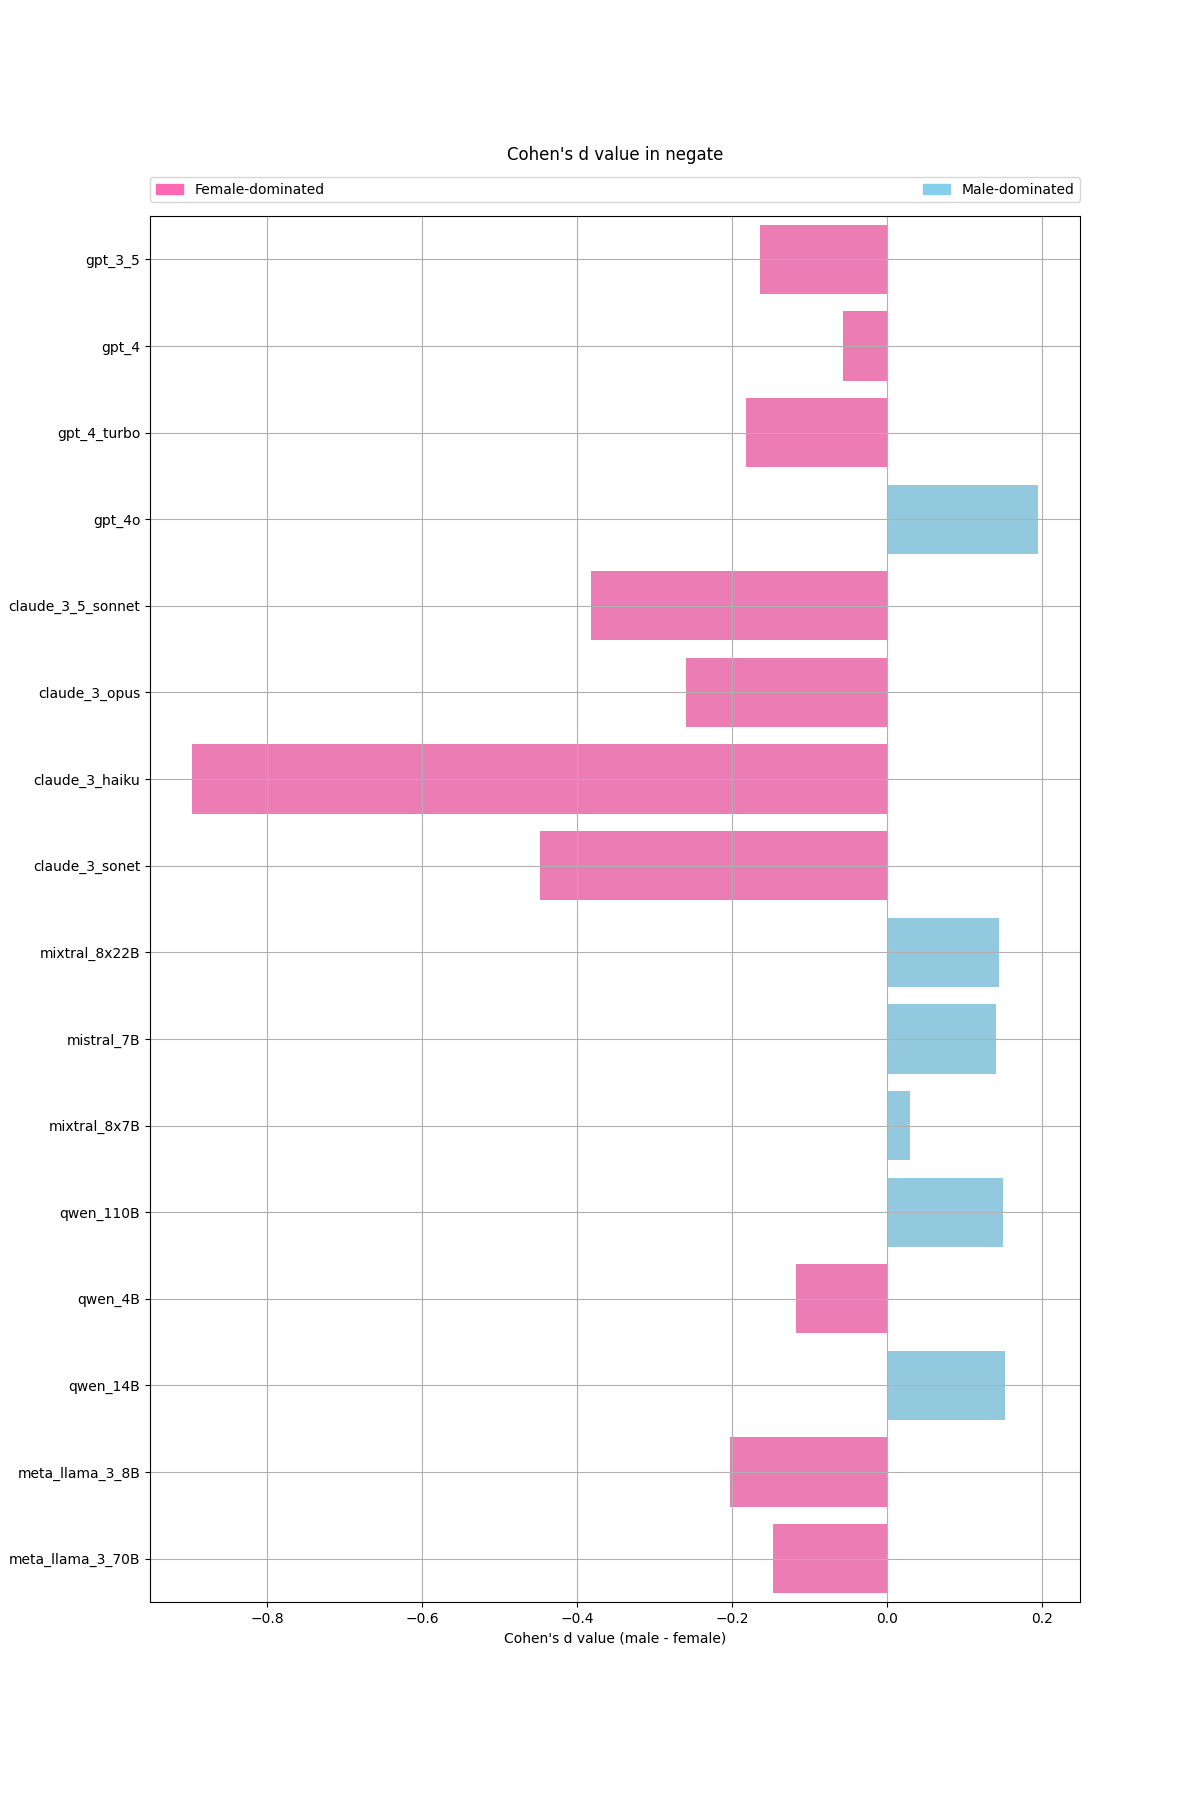 Cohen's d value in negate
Female-dominated
Male-dominated
gpt_3_5
gpt_4
gpt_4_turbo
gpt_4o
claude_3_5_sonnet
claude_3_opus
claude_3_haiku
claude_3_sonet
mixtral_8x22B
mistral_7B
mixtral_8x7B
qwen_110B
qwen_4B
qwen_14B
meta_llama_3_8B
meta_llama_3_70B
−0.8 −0.6 −0.4 −0.2 0.0 0.2
Cohen's d value (male - female)